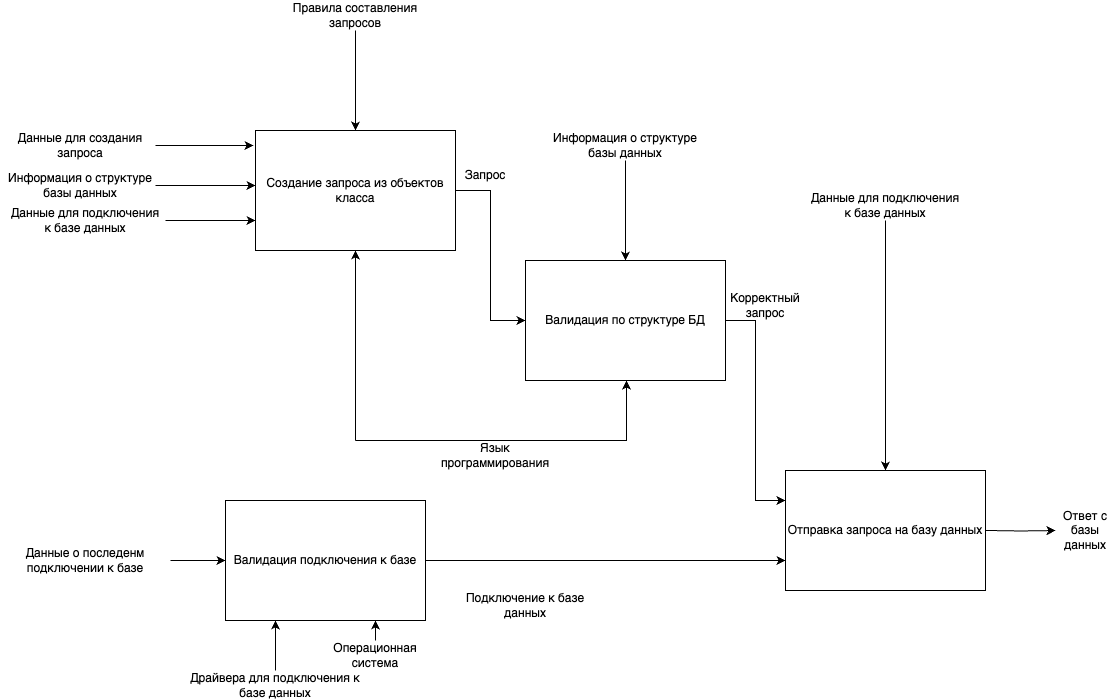 Правила составления
запросов
Данные для создания
запроса
Информация о структуре
базы данных
Данные для подключения
к базе данных
Создание запроса из объектов
класса
Запрос
Информация о структуре
базы данных
Данные для подключения
к базе данных
Валидация по структуре БД
Корректный
запрос
Язык
программирования
Данные о последенм
подключении к базе
Валидация подключения к базе
Отправка запроса на базу данных
Ответ с
базы
данных
Подключение к базе
данных
Операционная
система
Драйвера для подключения к
базе данных